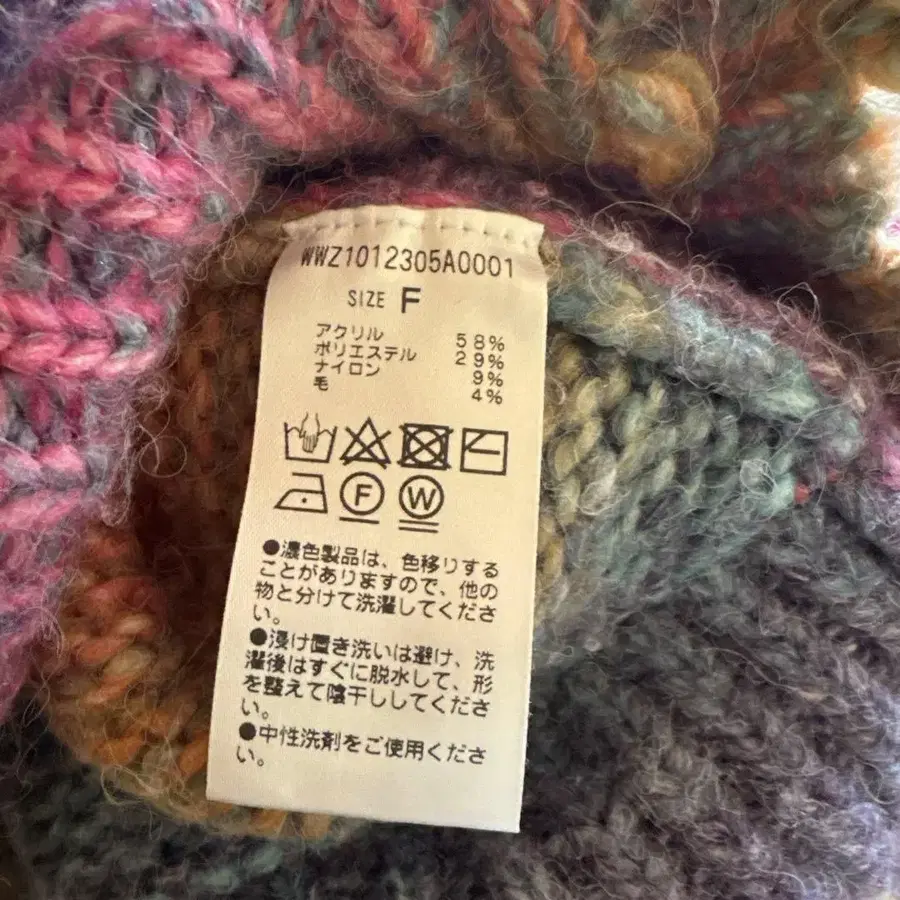 WWZ1012305A0001
SIZE F
アクリル 58%
ポリエステル 29%
ナイロン 9%
毛 4%
F W
●濃色製品は、色移りする
ことがありますので、他の
物と分けて洗濯してくださ
い。
●浸け置き洗いは避け、洗
濯後はすぐに脱水して、形
を整えて陰干ししてくださ
い。
●中性洗剤をご使用くださ
い。